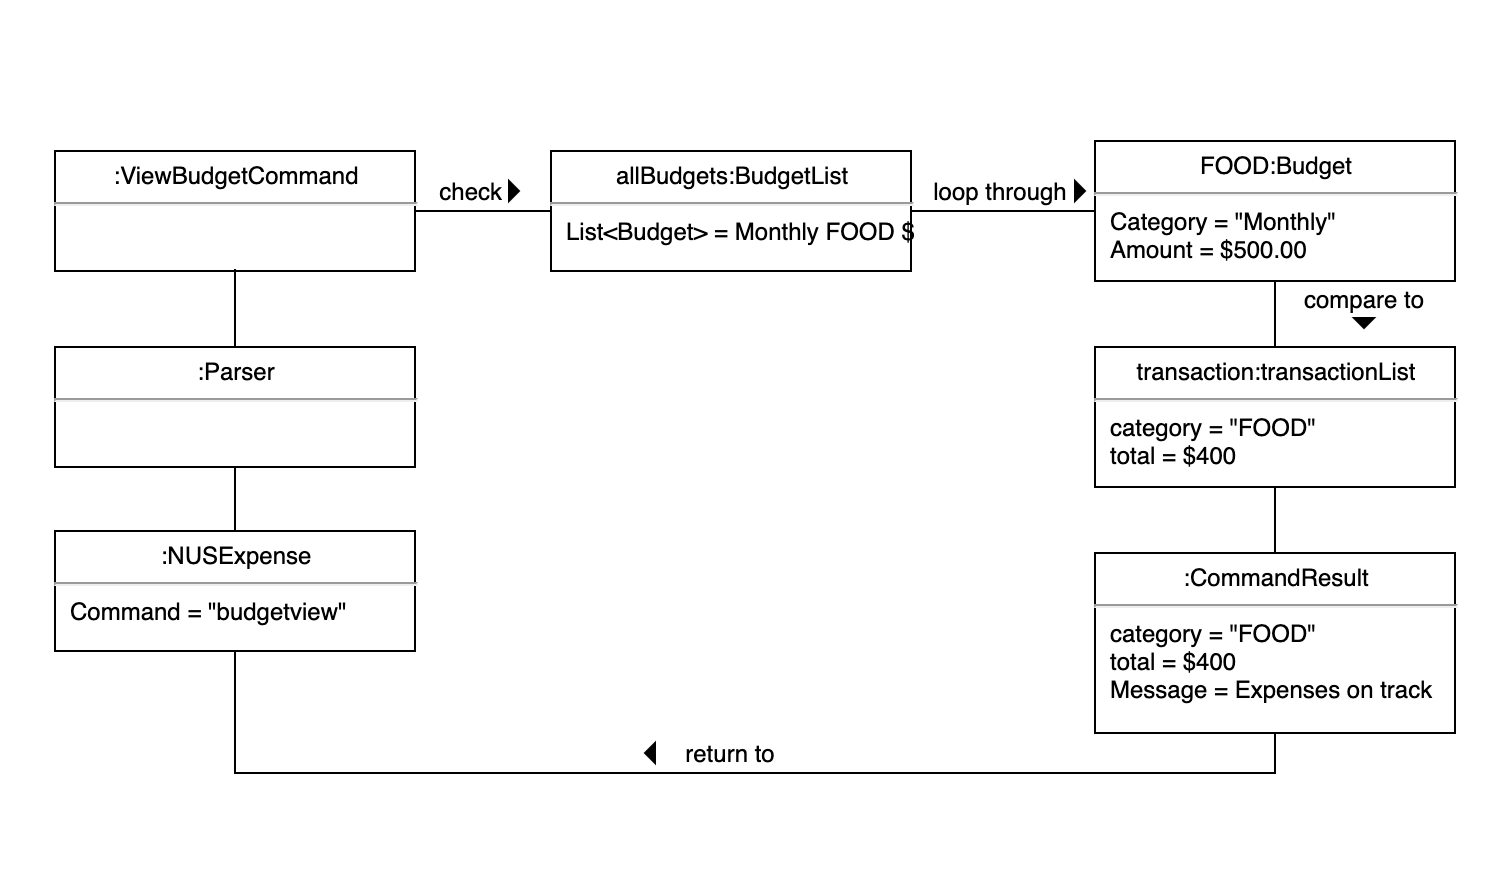 :ViewBudgetCommand
check
allBudgets:BudgetList
List<Budget> = Monthly FOOD $
loop through
FOOD:Budget
Category = "Monthly"
Amount = $500.00
compare to
:Parser
transaction:transactionList
category = "FOOD"
total = $400
:NUSExpense
Command = "budgetview"
:CommandResult
category = "FOOD"
total = $400
Message = Expenses on track
return to